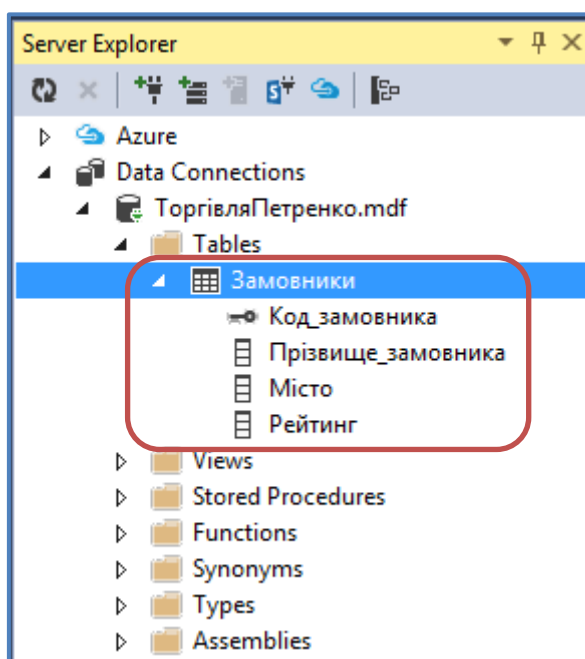 Server Explorer
Azure
Data Connections
ТоргівляПетренко.mdf
Tables
Замовники
Код_замовника
Прізвище_замовника
Місто
Рейтинг
Views
Stored Procedures
Functions
Synonyms
Types
Assemblies